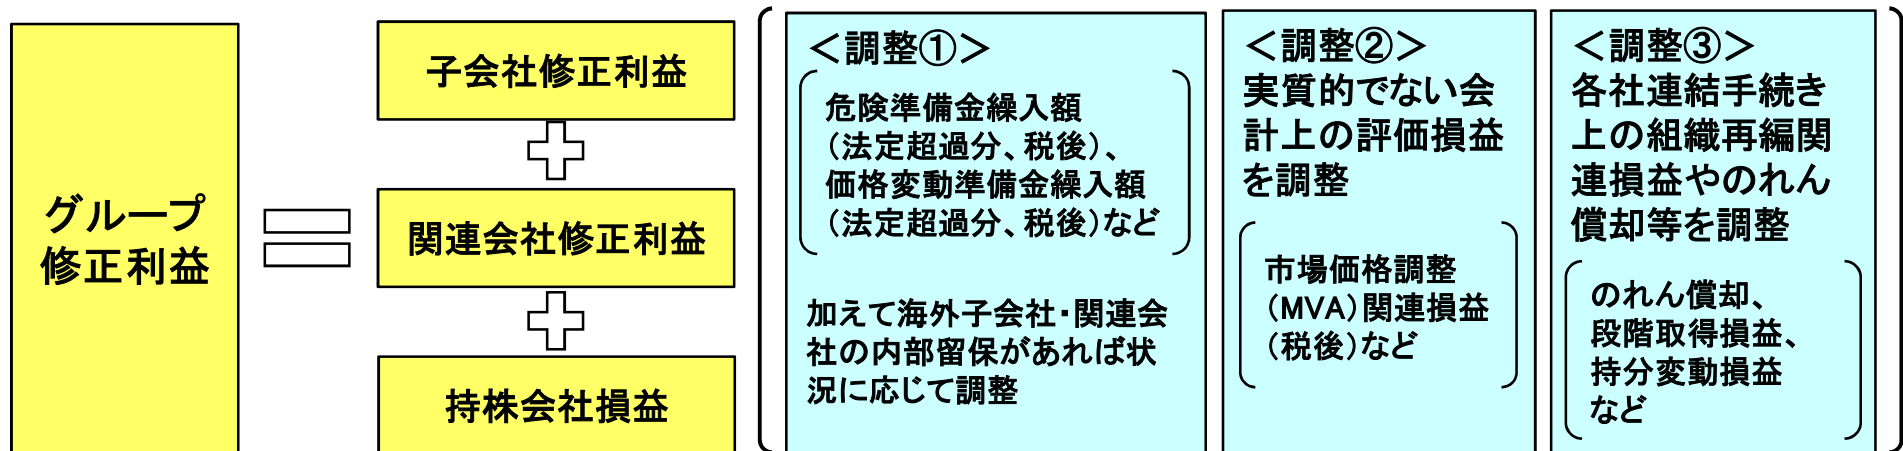 グループ
修正利益
子会社修正利益
関連会社修正利益
持株会社損益
＜調整①＞
危険準備金繰入額
（法定超過分、税後）、
価格変動準備金繰入額
（法定超過分、税後）など
加えて海外子会社・関連会
社の内部留保があれば状
況に応じて調整
＜調整②＞
実質的でない会
計上の評価損益
を調整
市場価格調整
（MVA）関連損益
（税後）など
＜調整③＞
各社連結手続き
上の組織再編関
連損益やのれん
償却等を調整
のれん償却、
段階取得損益、
持分変動損益
など